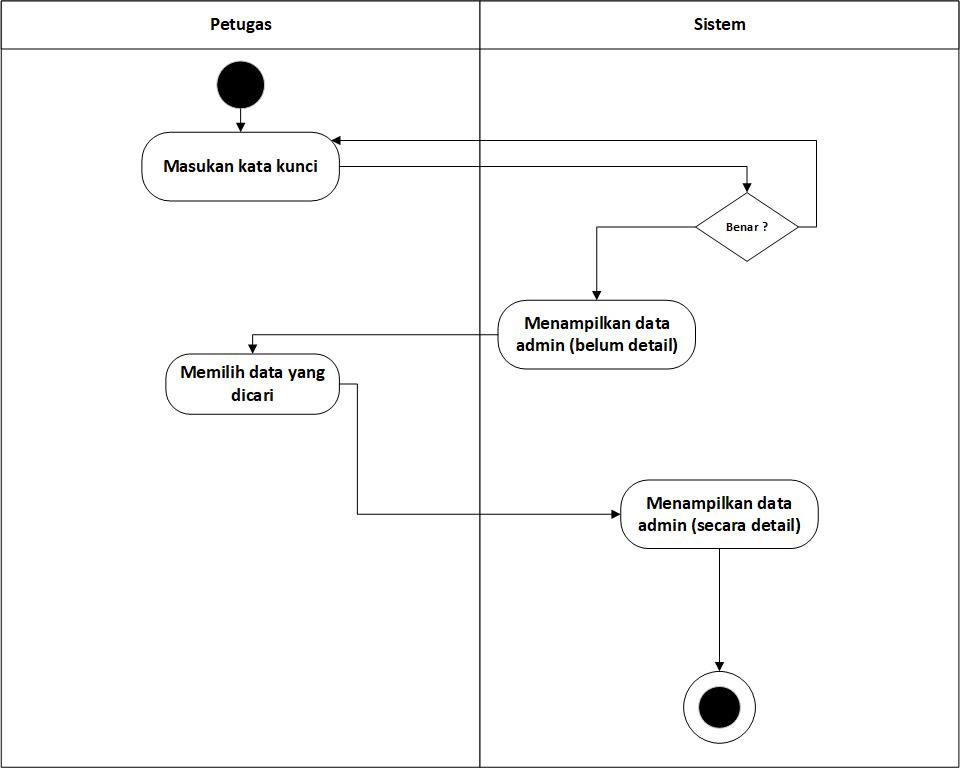 Petugas
Sistem
Masukan kata kunci
Benar ?
Menampilkan data
admin (belum detail)
Memilih data yang
dicari
Menampilkan data
admin (secara detail)